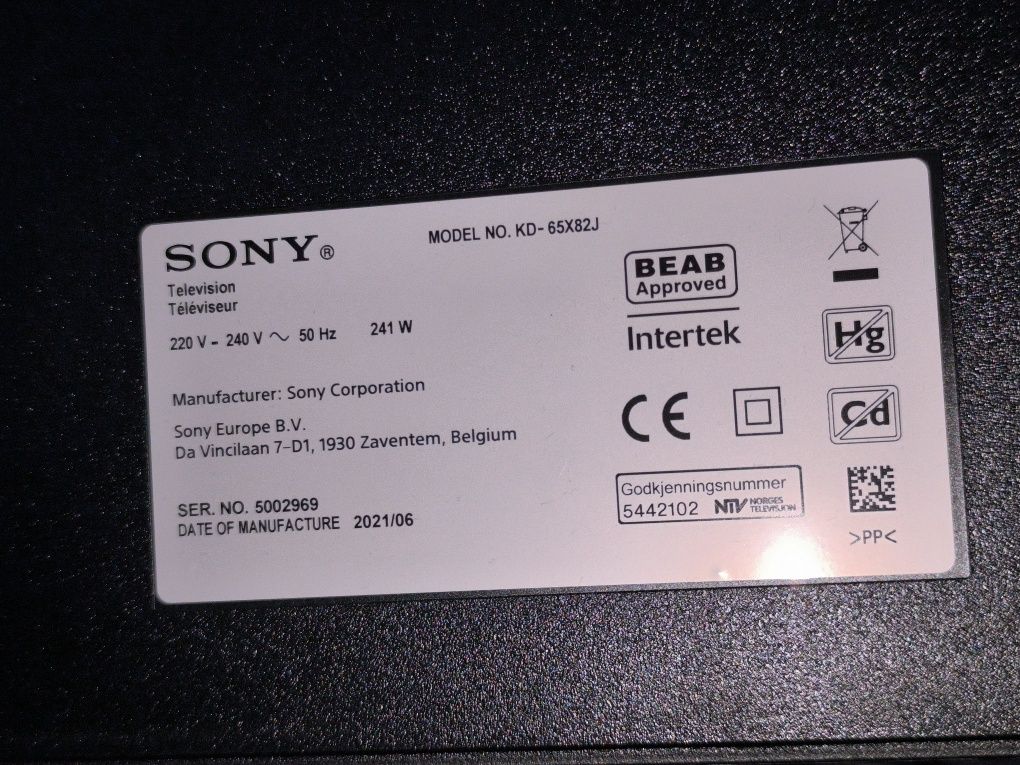 SONY®
MODEL NO. KD-65X82J
Television
Téléviseur
220 V - 240 V ~ 50 Hz 241 W
Manufacturer: Sony Corporation
Sony Europe B.V.
Da Vincilaan 7-D1, 1930 Zaventem, Belgium
SER. NO. 5002969
DATE OF MANUFACTURE 2021/06
BEAB
Approved
Intertek
CE
Godkjenningsnummer
5442102 NTV NORGES
TELEVISJON
Hg
Cd
>PP<